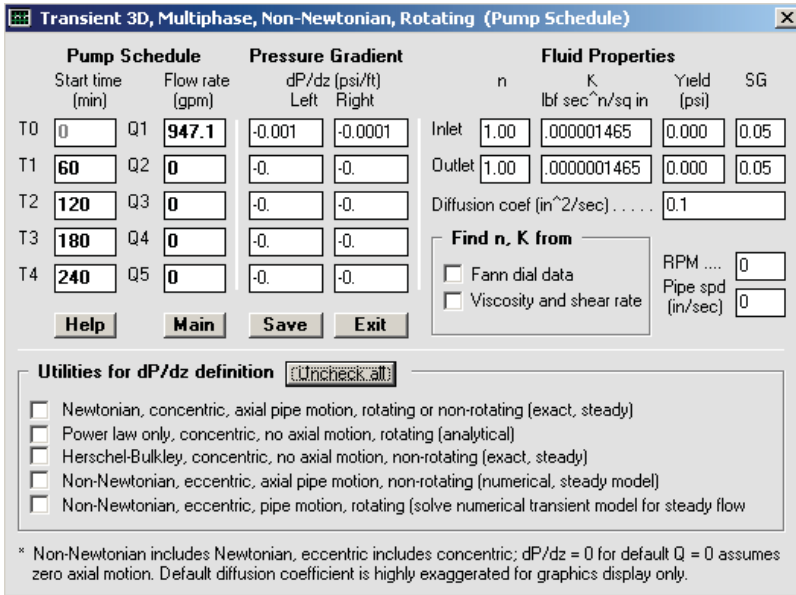 Transient 3D, Multiphase, Non-Newtonian, Rotating (Pump Schedule)
Pump Schedule Pressure Gradient Fluid Properties
Start time (min) Flow rate (gpm) dP/dz (psi/ft) Left Right n K lbf sec^n/sq in Yield (psi) SG
T0 0 Q1 947.1 -0.001 -0.0001 Inlet 1.00 .000001465 0.000 0.05
T1 60 Q2 0 -0. -0. Outlet 1.00 .0000001465 0.000 0.05
T2 120 Q3 0 -0. -0. Diffusion coef (in^2/sec) ..... 0.1
T3 180 Q4 0 -0. -0. Find n, K from
T4 240 Q5 0 -0. -0. Fann dial data RPM .... 0
Viscosity and shear rate Pipe spd (in/sec) 0
Help Main Save Exit
Utilities for dP/dz definition Uncheck all
Newtonian, concentric, axial pipe motion, rotating or non-rotating (exact, steady)
Power law only, concentric, no axial motion, rotating (analytical)
Herschel-Bulkley, concentric, no axial motion, non-rotating (exact, steady)
Non-Newtonian, eccentric, axial pipe motion, non-rotating (numerical, steady model)
Non-Newtonian, eccentric, pipe motion, rotating (solve numerical transient model for steady flow
* Non-Newtonian includes Newtonian, eccentric includes concentric; dP/dz = 0 for default Q = 0 assumes
zero axial motion. Default diffusion coefficient is highly exaggerated for graphics display only.